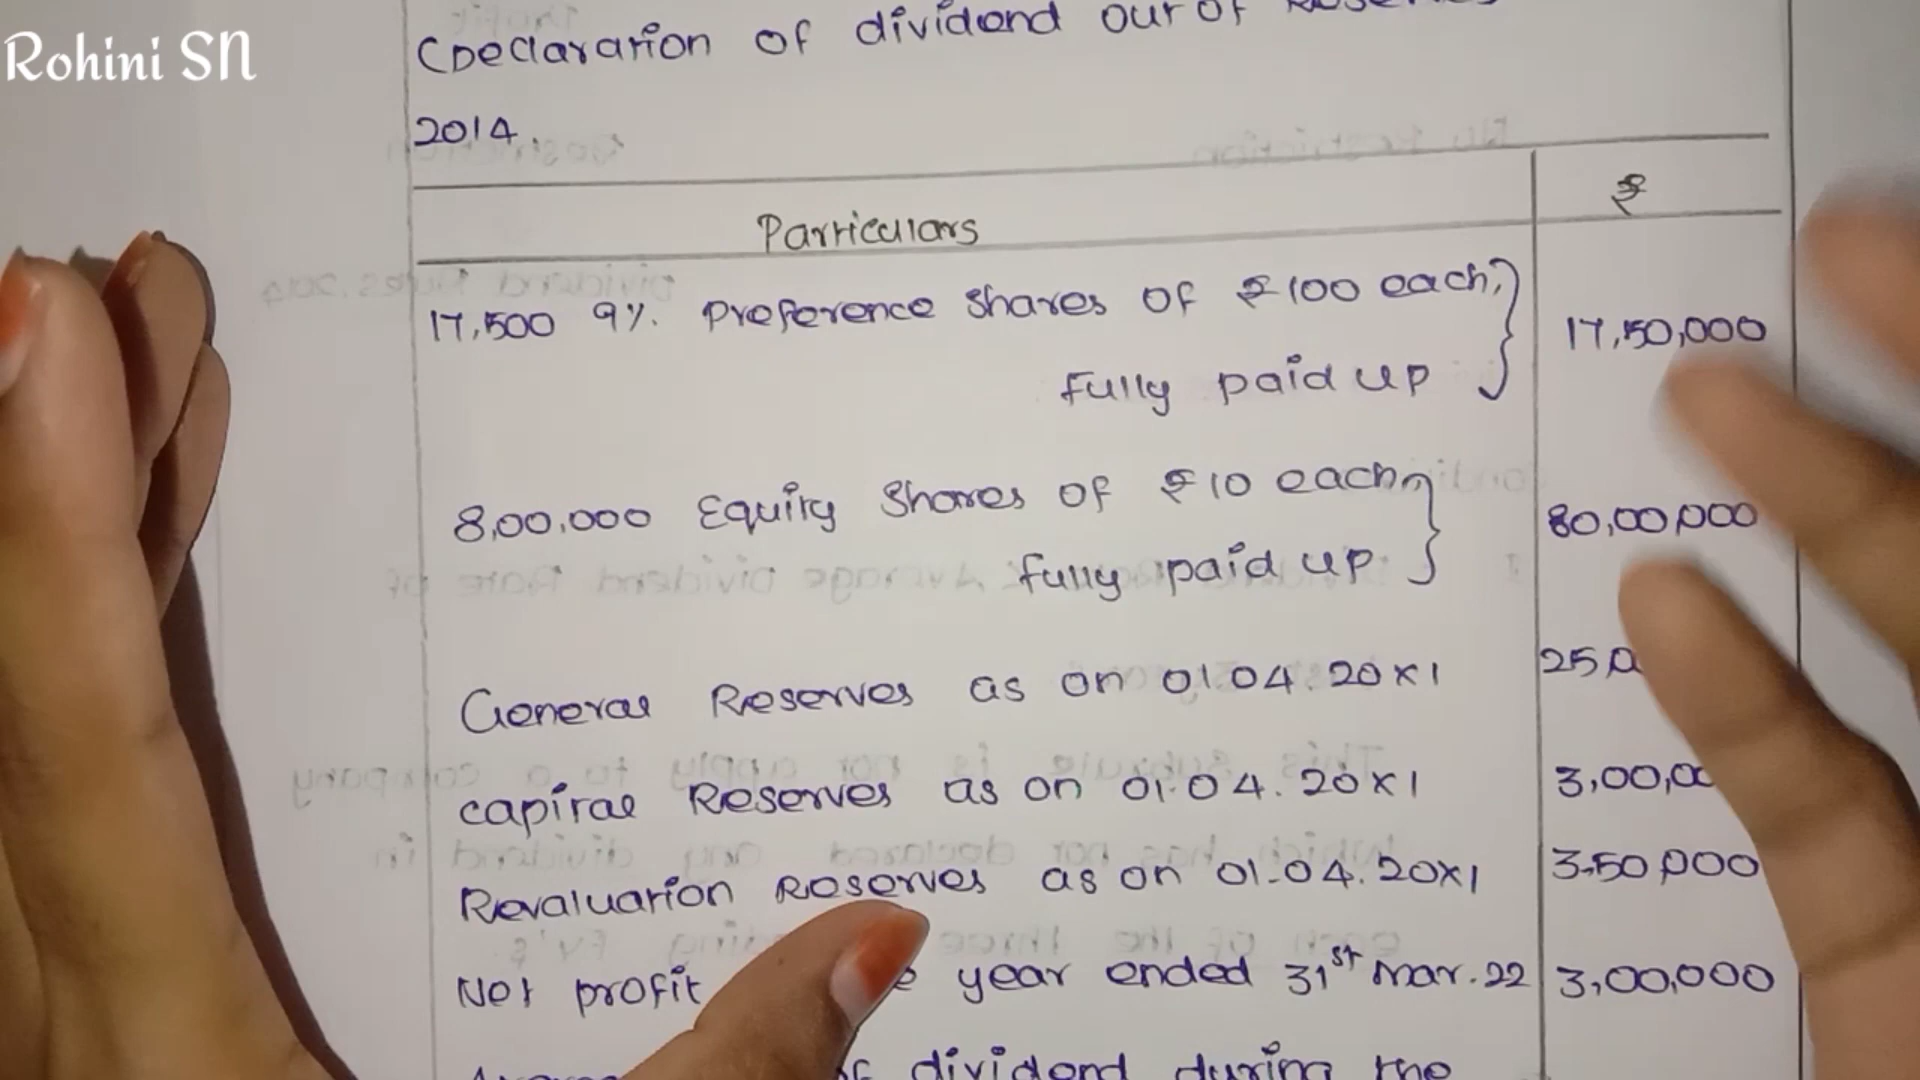 Rohini SN
(Declaration of dividend out of
2014.
Particulars
₹
17,500 9% Preference Shares of ₹100 each,
fully paid up
17,50,000
8,00,000 Equity Shares of ₹10 each,
fully paid up
80,00,000
General Reserves as on 01.04.20x1
25,0
Capital Reserves as on 01.04.20x1
3,00,00
Revaluation Reserves as on 01.04.20x1
3,50,000
Net profit year ended 31st Mar.22
3,00,000
of dividend during the